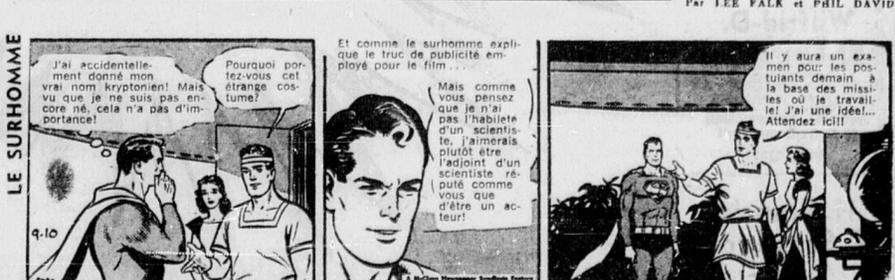 Par LEE FALK et PHIL DAVID
LE SURHOMME
J'ai accidentelle-
ment donné mon
vrai nom kryptonien! Mais
vu que je ne suis pas en-
core né, cela n'a pas d'im-
portance!
Pourquoi por-
tez-vous cet
étrange cos-
tume?
9-10
Et comme le surhomme expli-
que le truc de publicité em-
ployé pour le film....
Mais comme
vous pensez
que je n'ai
pas l'habileté
d'un scientis-
te, j'aimerais
plutôt être
l'adjoint d'un
scientiste ré-
puté comme
vous que
d'être un ac-
teur!
A McClure Newspaper Syndicate Feature
Il y aura un exa-
men pour les pos-
tulants demain à
la base des missi-
les où je travail-
le! J'ai une idée!...
Attendez ici!!